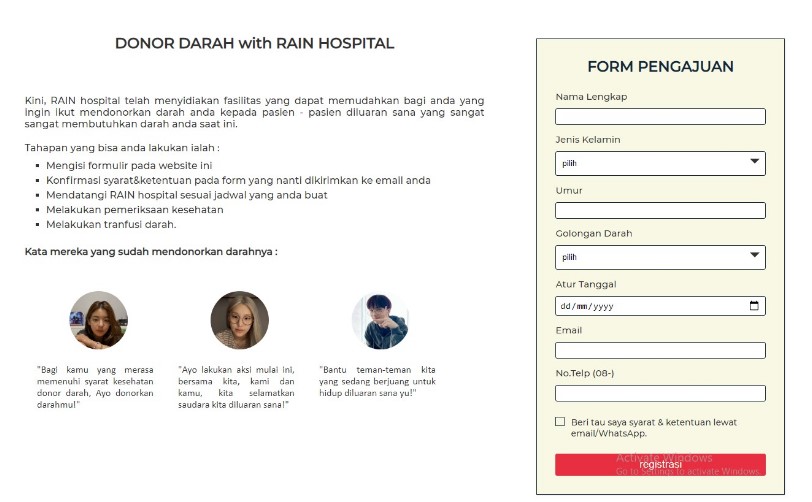 DONOR DARAH with RAIN HOSPITAL
Kini, RAIN hospital telah menyidiakan fasilitas yang dapat memudahkan bagi anda yang
ingin ikut mendonorkan darah anda kepada pasien - pasien diluaran sana yang sangat
sangat membutuhkan darah anda saat ini.
Tahapan yang bisa anda lakukan ialah :
Mengisi formulir pada website ini
Konfirmasi syarat&ketentuan pada form yang nanti dikirimkan ke email anda
Mendatangi RAIN hospital sesuai jadwal yang anda buat
Melakukan pemeriksaan kesehatan
Melakukan tranfusi darah.
Kata mereka yang sudah mendonorkan darahnya :
"Bagi kamu yang merasa
memenuhi syarat kesehatan
donor darah, Ayo donorkan
darahmu!"
"Ayo lakukan aksi mulai ini,
bersama kita, kami dan
kamu, kita selamatkan
saudara kita diluaran sana!"
"Bantu teman-teman kita
yang sedang berjuang untuk
hidup diluaran sana yu!"
FORM PENGAJUAN
Nama Lengkap
Jenis Kelamin
pilih
Umur
Golongan Darah
pilih
Atur Tanggal
dd/mm/yyyy
Email
No.Telp (08-)
Beri tau saya syarat & ketentuan lewat
email/WhatsApp.
registrasi
Activate Windows
Go to Settings to activate Windows.